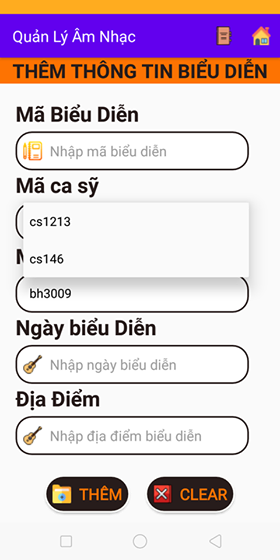 Quản Lý Âm Nhạc
THÊM THÔNG TIN BIỂU DIỄN
Mã Biểu Diễn
Nhập mã biểu diễn
Mã ca sỹ
cs1213
cs146
bh3009
Ngày biểu Diễn
Nhập ngày biểu diễn
Địa Điểm
Nhập địa điểm biểu diễn
THÊM
CLEAR